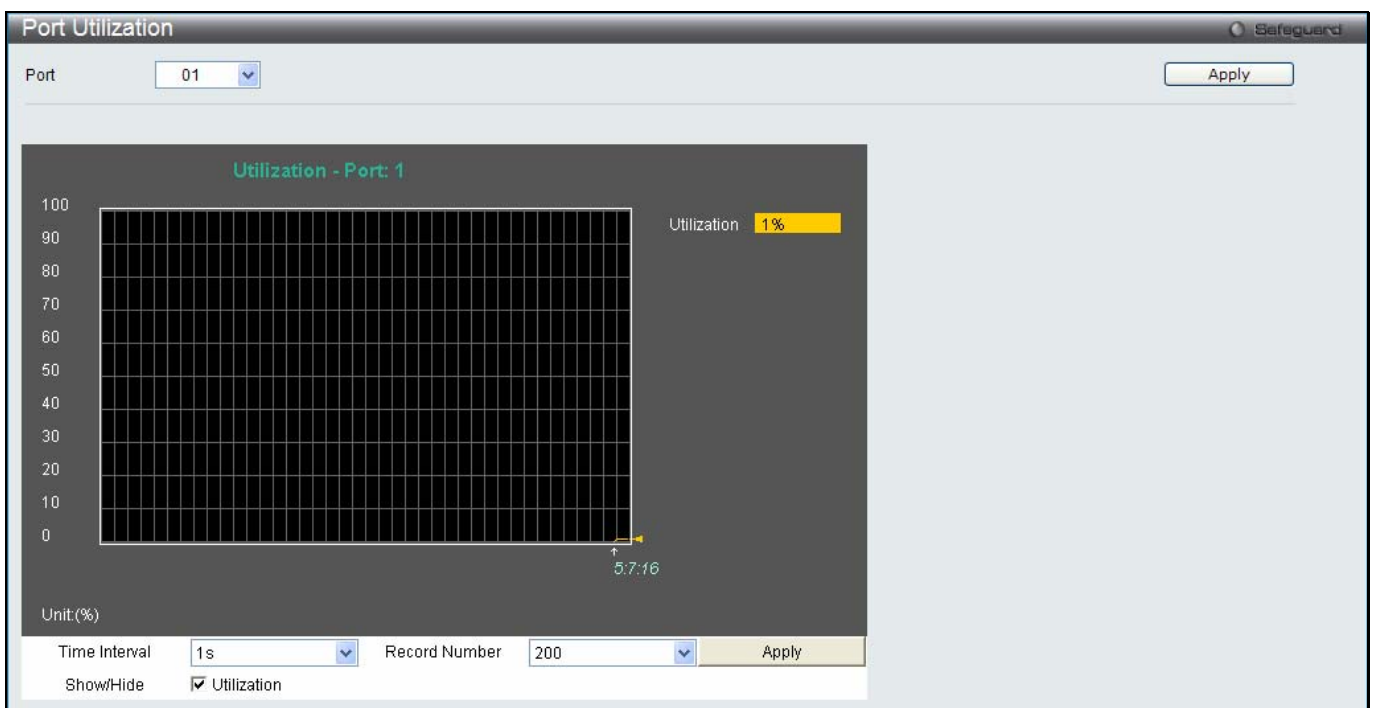 Port Utilization
Safeguard
Port 01 Apply
Utilization - Port: 1
100
Utilization 1%
90
80
70
60
50
40
30
20
10
0
5:7:16
Unit:(%)
Time Interval 1s Record Number 200 Apply
Show/Hide Utilization